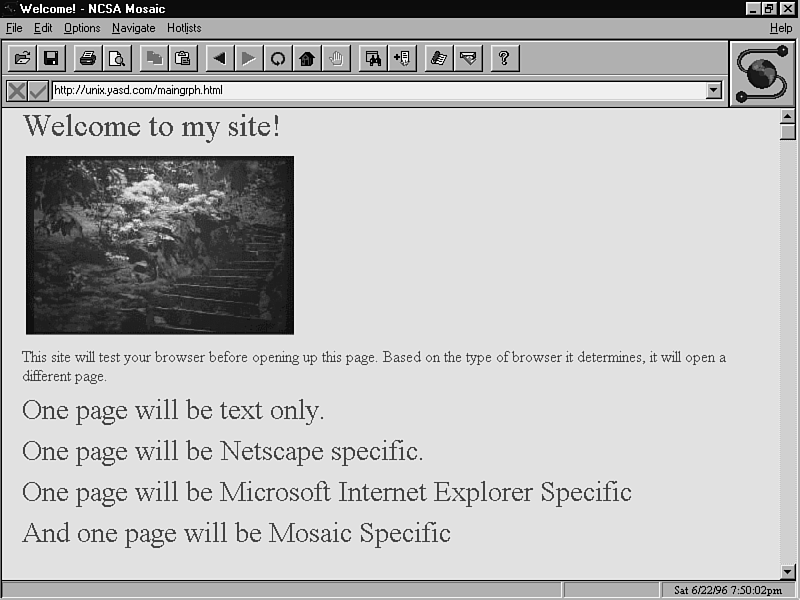 Welcome! - NCSA Mosaic
File Edit Options Navigate Hotlists Help
http://unix.yasd.com/maingrph.html
Welcome to my site!
This site will test your browser before opening up this page. Based on the type of browser it determines, it will open a
different page.
One page will be text only.
One page will be Netscape specific.
One page will be Microsoft Internet Explorer Specific
And one page will be Mosaic Specific
Sat 6/22/96 7:50:02pm